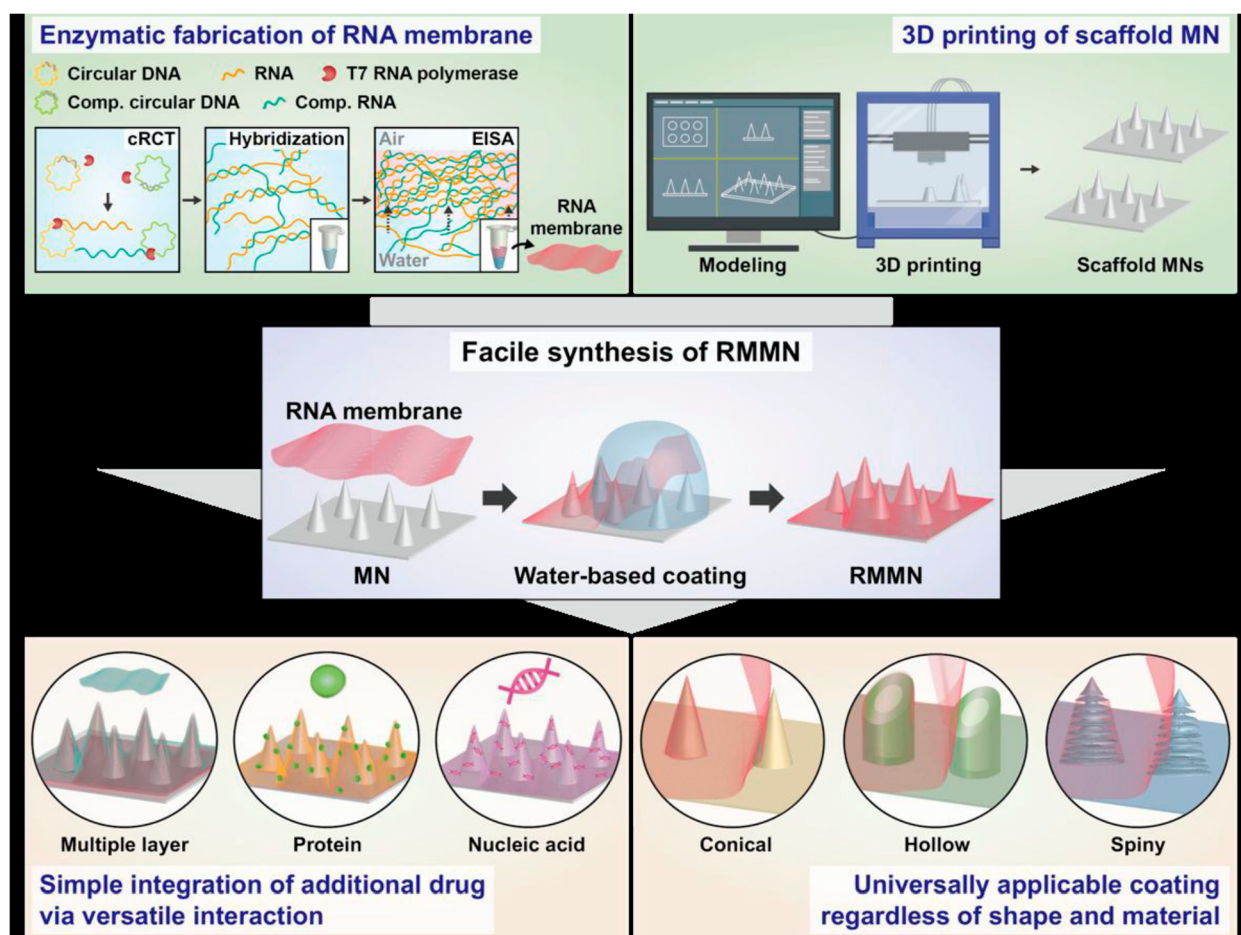 Enzymatic fabrication of RNA membrane
Circular DNA RNA T7 RNA polymerase
Comp. circular DNA Comp. RNA
cRCT
Hybridization
Air EISA
Water
RNA
membrane
3D printing of scaffold MN
Modeling 3D printing Scaffold MNs
Facile synthesis of RMMN
RNA membrane
MN Water-based coating RMMN
Multiple layer Protein Nucleic acid
Simple integration of additional drug
via versatile interaction
Conical Hollow Spiny
Universally applicable coating
regardless of shape and material